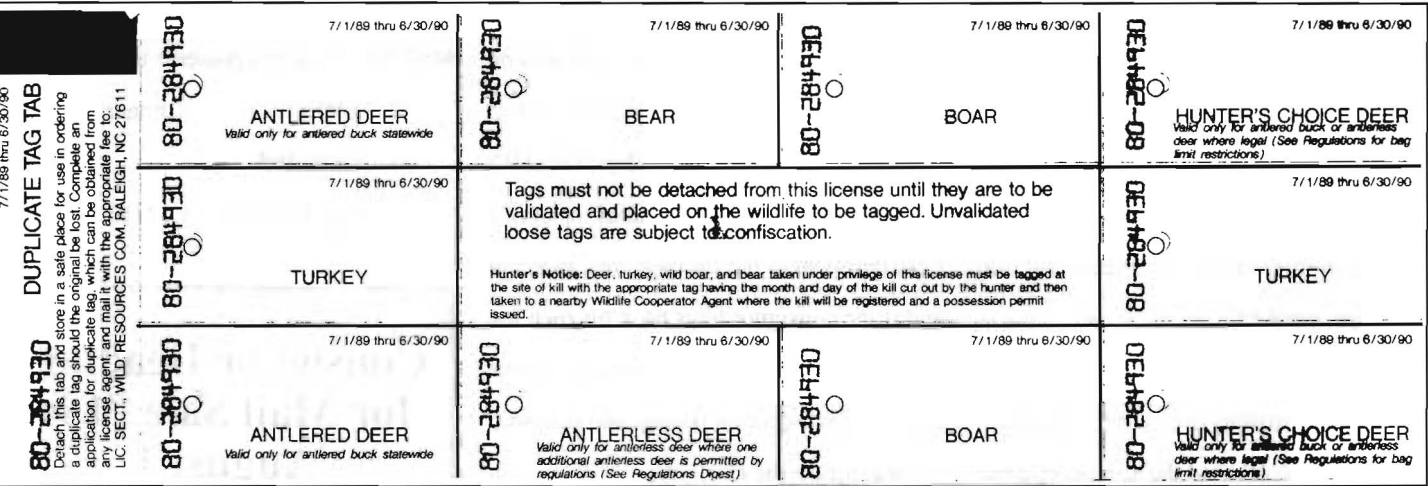 7/1/89 thru 6/30/90
DUPLICATE TAG TAB
80-284930
Detach this tab and store in a safe place for use in ordering
a duplicate tag should the original be lost. Complete an
application for duplicate tag, which can be obtained from
any license agent, and mail it with the appropriate fee to:
LIC. SECT., WILD. RESOURCES COM. RALEIGH, NC 27611
80-284930
7/1/89 thru 6/30/90
ANTLERED DEER
Valid only for antlered buck statewide
80-284930
7/1/89 thru 6/30/90
BEAR
80-284930
7/1/89 thru 6/30/90
BOAR
80-284930
7/1/89 thru 6/30/90
HUNTER'S CHOICE DEER
Valid only for antlered buck or antlerless
deer where legal (See Regulations for bag
limit restrictions)
80-284930
7/1/89 thru 6/30/90
TURKEY
Tags must not be detached from this license until they are to be
validated and placed on the wildlife to be tagged. Unvalidated
loose tags are subject to confiscation.
Hunter's Notice: Deer, turkey, wild boar, and bear taken under privilege of this license must be tagged at
the site of kill with the appropriate tag having the month and day of the kill cut out by the hunter and then
taken to a nearby Wildlife Cooperator Agent where the kill will be registered and a possession permit
issued.
80-284930
7/1/89 thru 6/30/90
TURKEY
80-284930
7/1/89 thru 6/30/90
ANTLERED DEER
Valid only for antlered buck statewide
80-284930
7/1/89 thru 6/30/90
ANTLERLESS DEER
Valid only for antlerless deer where one
additional antlerless deer is permitted by
regulations (See Regulations Digest)
80-284930
7/1/89 thru 6/30/90
BOAR
80-284930
7/1/89 thru 6/30/90
HUNTER'S CHOICE DEER
Valid only for antlered buck or antlerless
deer where legal (See Regulations for bag
limit restrictions)